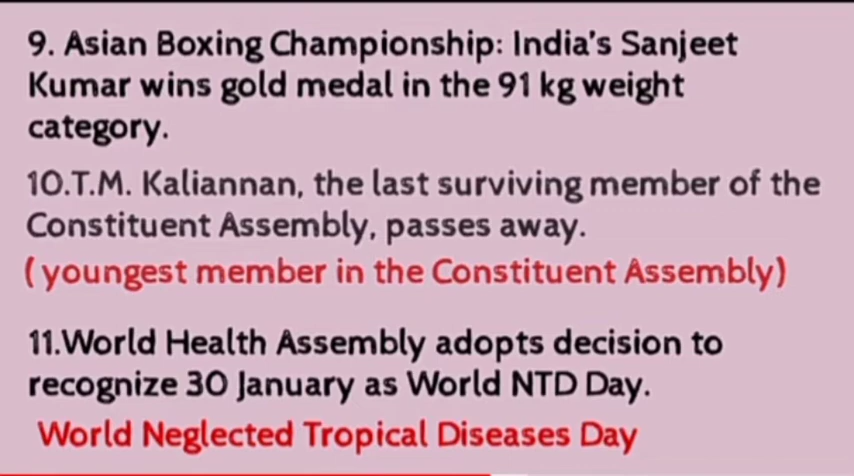 9. Asian Boxing Championship: India's Sanjeet
Kumar wins gold medal in the 91 kg weight
category.
10.T.M. Kaliannan, the last surviving member of the
Constituent Assembly, passes away.
( youngest member in the Constituent Assembly)
11.World Health Assembly adopts decision to
recognize 30 January as World NTD Day.
World Neglected Tropical Diseases Day